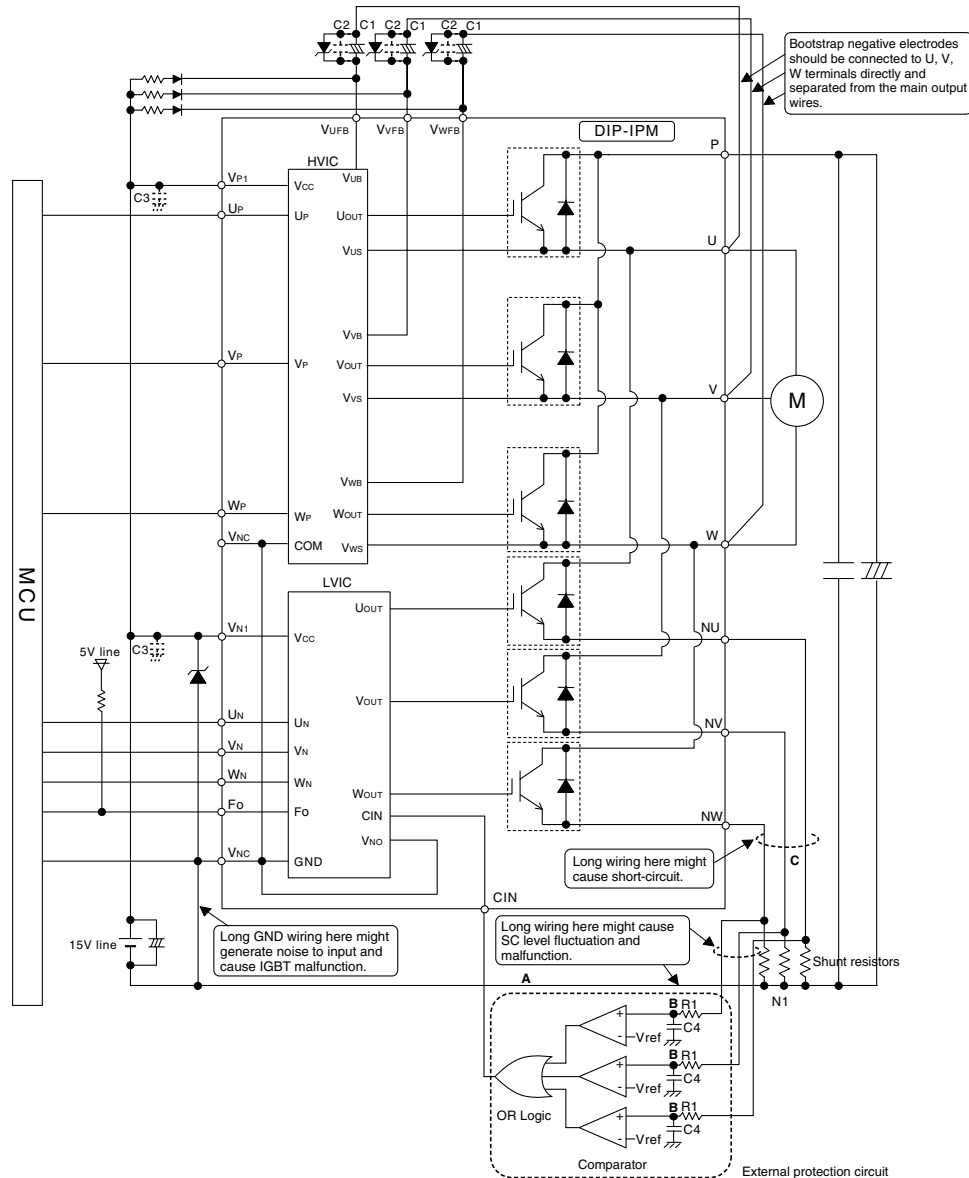 C2 C1 C2 C1 C2 C1
Bootstrap negative electrodes
should be connected to U, V,
W terminals directly and
separated from the main output
wires.
VUFB VVFB VWFB
DIP-IPM
P
HVIC
VP1
VCC
VUB
C3
UP
UP
UOUT
U
VUS
VVB
VP
VP
VOUT
V
VVS
M
VWB
WP
WP
WOUT
W
VNC
COM
VWS
MCU
LVIC
UOUT
VN1
VCC
NU
C3
5V line
VOUT
UN
UN
NV
VN
VN
WN
WN
WOUT
FO
FO
CIN
NW
VNO
VNC
GND
C
Long wiring here might
cause short-circuit.
CIN
15V line
Long GND wiring here might
generate noise to input and
cause IGBT malfunction.
Long wiring here might cause
SC level fluctuation and
malfunction.
Shunt resistors
A
N1
B R1
+
-
Vref
C4
B R1
+
-
Vref
C4
B R1
+
-
Vref
C4
OR Logic
Comparator
External protection circuit